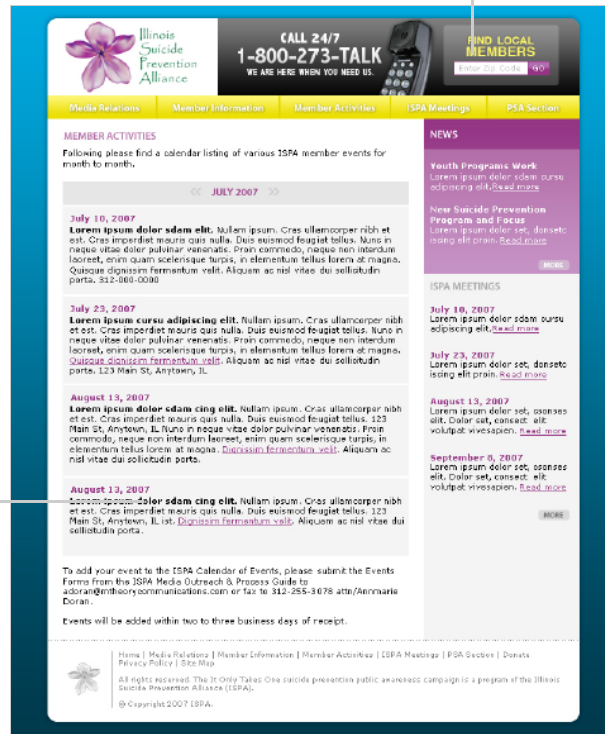 Illinois
Suicide
Prevention
Alliance
CALL 24/7
1-800-273-TALK
WE ARE HERE WHEN YOU NEED US.
FIND LOCAL
MEMBERS
Enter Zip Code GO
Media Relations Member Information Member Activities ISPA Meetings PSA Section
MEMBER ACTIVITIES
Following please find a calendar listing of various ISPA member events for
month to month.
JULY 2007
July 10, 2007
Lorem ipsum dolor sdam elit. Nullam ipsum. Cras ullamcorper nibh et
est. Cras imperdiet mauris quis nulla. Duis euismod feugiat tellus. Nunc in
neque vitae dolor pulvinar venenatis. Proin commodo, neque non interdum
laoreet, enim quam scelerisque turpis, in elementum tellus lorem at magna.
Quisque dignissim fermentum velit. Aliquam ac nisl vitae dui sollicitudin
porta. 312-000-0000
July 23, 2007
Lorem ipsum cursu adipiscing elit. Nullam ipsum. Cras ullamcorper nibh
et est. Cras imperdiet mauris quis nulla. Duis euismod feugiat tellus. Nunc in
neque vitae dolor pulvinar venenatis. Proin commodo, neque non interdum
laoreet, enim quam scelerisque turpis, in elementum tellus lorem at magna.
Quisque dignissim fermentum velit. Aliquam ac nisl vitae dui sollicitudin
porta. 123 Main St, Anytown, IL
August 13, 2007
Lorem ipsum dolor sdam cing elit. Nullam ipsum. Cras ullamcorper nibh
et est. Cras imperdiet mauris quis nulla. Duis euismod feugiat tellus. 123
Main St, Anytown, IL Nunc in neque vitae dolor pulvinar venenatis. Proin
commodo, neque non interdum laoreet, enim quam scelerisque turpis, in
elementum tellus lorem at magna. Dignissim fermentum velit. Aliquam ac
nisl vitae dui sollicitudin porta.
August 13, 2007
Lorem ipsum dolor sdam cing elit. Nullam ipsum. Cras ullamcorper nibh
et est. Cras imperdiet mauris quis nulla. Duis euismod feugiat tellus. 123
Main St, Anytown, IL ist. Dignissim fermentum velit. Aliquam ac nisl vitae dui
sollicitudin porta.
To add your event to the ISPA Calendar of Events, please submit the Events
Forms from the ISPA Media Outreach & Process Guide to
adoran@mtheorycommunications.com or fax to 312-255-3078 attn/Annmarie
Doran.
Events will be added within two to three business days of receipt.
NEWS
Youth Programs Work
Lorem ipsum dolor sdam cursu
adipiscing elit.Read more
New Suicide Prevention
Program and Focus
Lorem ipsum dolor set, donsetc
iscing elit proin. Read more
MORE
ISPA MEETINGS
July 10, 2007
Lorem ipsum dolor sdam cursu
adipiscing elit.Read more
July 23, 2007
Lorem ipsum dolor set, donsetc
iscing elit proin. Read more
August 13, 2007
Lorem ipsum dolor set, csonses
elit. Dolor set, consect elit
volutpat vivesapien. Read more
September 8, 2007
Lorem ipsum dolor set, csonses
elit. Dolor set, consect elit
volutpat vivesapien. Read more
MORE
Home | Media Relations | Member Information | Member Activities | ISPA Meetings | PSA Section | Donate
Privacy Policy | Site Map
All rights reserved. The It Only Takes One suicide prevention public awareness campaign is a program of the Illinois
Suicide Prevention Alliance (ISPA).
@ Copyright 2007 ISPA.